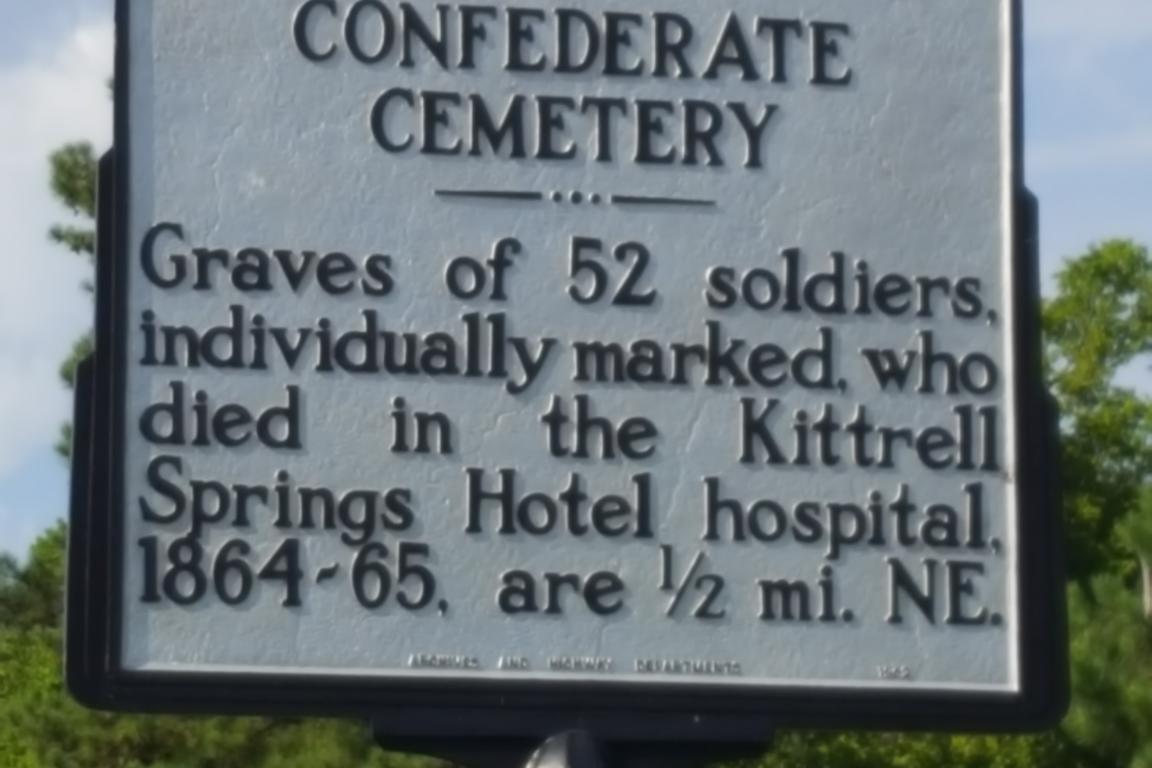 CONFEDERATE
CEMETERY
Graves of 52 soldiers,
individually marked, who
died in the Kittrell
Springs Hotel hospital,
1864-65, are ½ mi. NE.
ARCHIVES AND HIGHWAY DEPARTMENTS